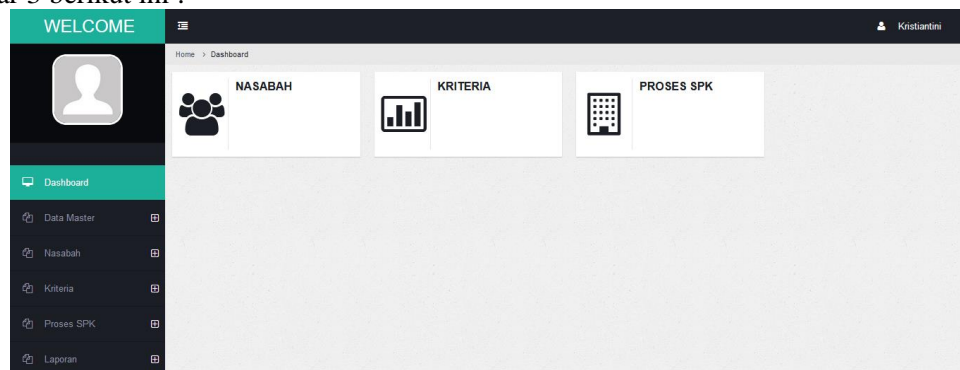 ar 3 berikut ini :
WELCOME
Kristiantini
Home > Dashboard
NASABAH
KRITERIA
PROSES SPK
Dashboard
Data Master
Nasabah
Kriteria
Proses SPK
Laporan